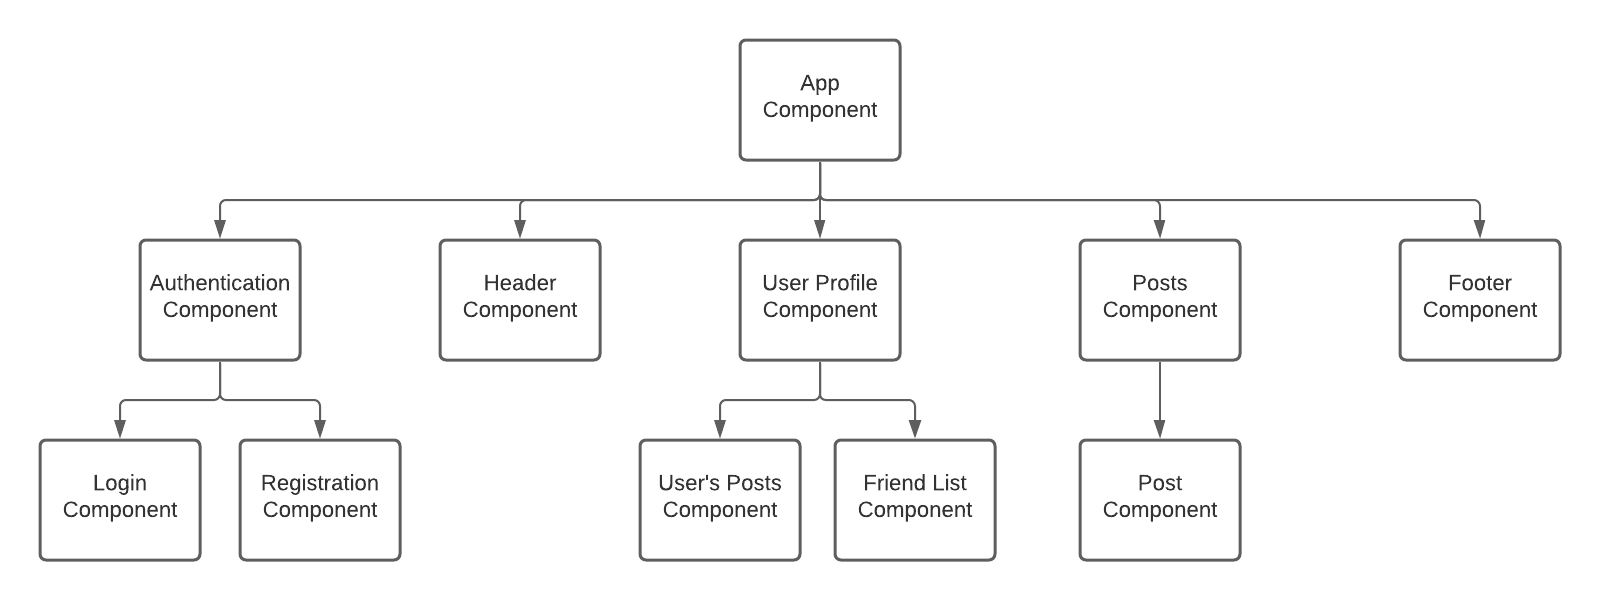 App
Component
Authentication
Component
Header
Component
User Profile
Component
Posts
Component
Footer
Component
Login
Component
Registration
Component
User's Posts
Component
Friend List
Component
Post
Component